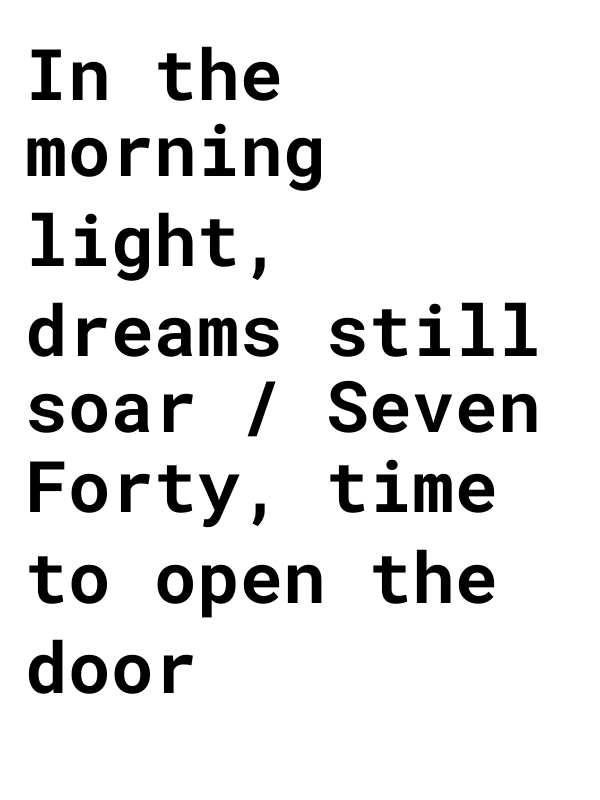 In the
morning
light,
dreams still
soar / Seven
Forty, time
to open the
door